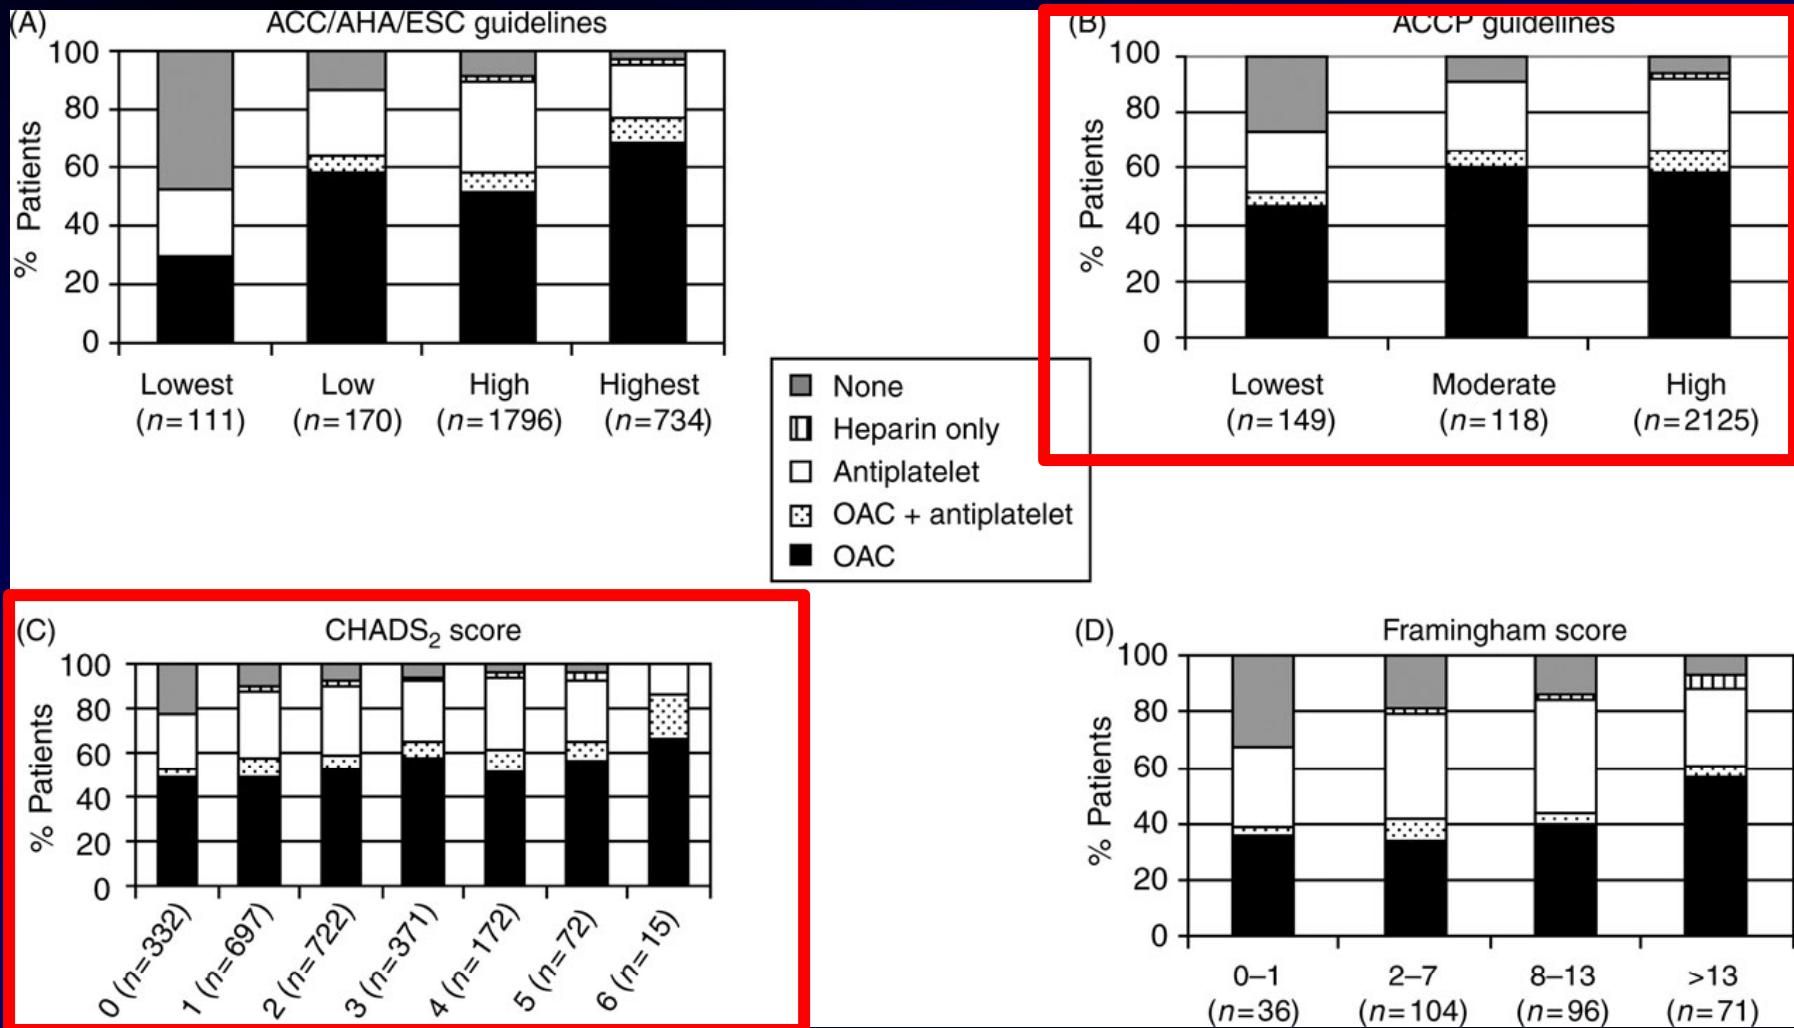 (A) ACC/AHA/ESC guidelines
% Patients
100
80
60
40
20
0
Lowest Low High Highest
(n=111) (n=170) (n=1796) (n=734)
(B) ACCP guidelines
% Patients
100
80
60
40
20
0
Lowest Moderate High
(n=149) (n=118) (n=2125)
None
Heparin only
Antiplatelet
OAC + antiplatelet
OAC
(C) CHADS₂ score
% Patients
100
80
60
40
20
0
0 (n=332)
1 (n=697)
2 (n=722)
3 (n=371)
4 (n=172)
5 (n=72)
6 (n=15)
(D) Framingham score
% Patients
100
80
60
40
20
0
0–1 2–7 8–13 >13
(n=36) (n=104) (n=96) (n=71)